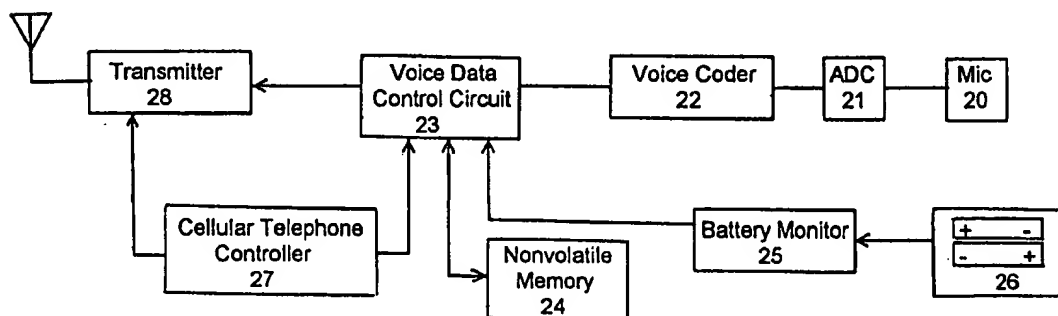 Transmitter
28
Voice Data
Control Circuit
23
Voice Coder
22
ADC
21
Mic
20
Cellular Telephone
Controller
27
Nonvolatile
Memory
24
Battery Monitor
25
+ -
- +
26